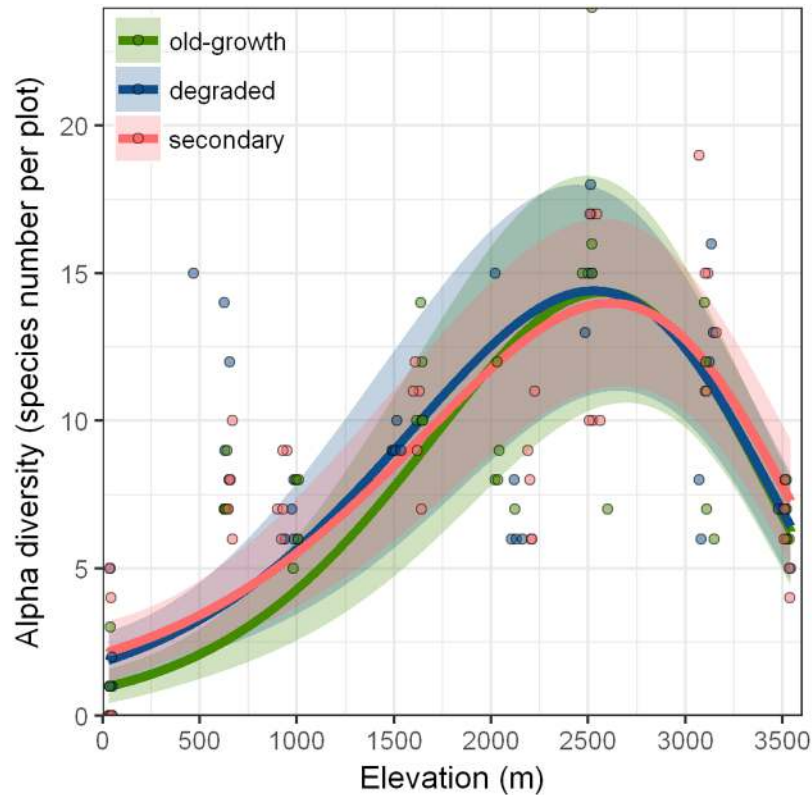 old-growth
degraded
secondary
Alpha diversity (species number per plot)
20
15
10
5
0
0 500 1000 1500 2000 2500 3000 3500
Elevation (m)